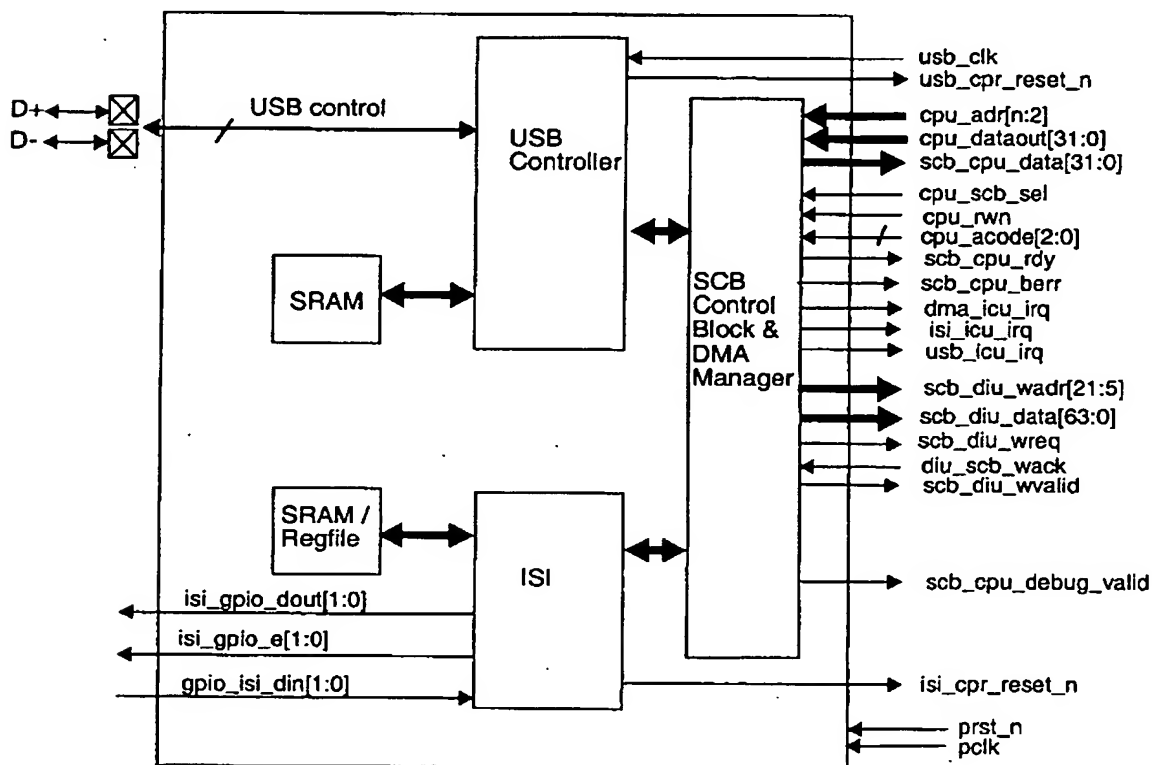 usb_clk
usb_cpr_reset_n
D+
USB control
D-
USB
Controller
cpu_adr[n:2]
cpu_dataout[31:0]
scb_cpu_data[31:0]
cpu_scb_sel
cpu_rwn
cpu_acode[2:0]
scb_cpu_rdy
scb_cpu_berr
dma_icu_irq
isi_icu_irq
usb_icu_irq
SRAM
SCB
Control
Block &
DMA
Manager
scb_diu_wadr[21:5]
scb_diu_data[63:0]
scb_diu_wreq
diu_scb_wack
scb_diu_wvalid
SRAM /
Regfile
ISI
scb_cpu_debug_valid
isi_gpio_dout[1:0]
isi_gpio_e[1:0]
gpio_isi_din[1:0]
isi_cpr_reset_n
prst_n
pclk